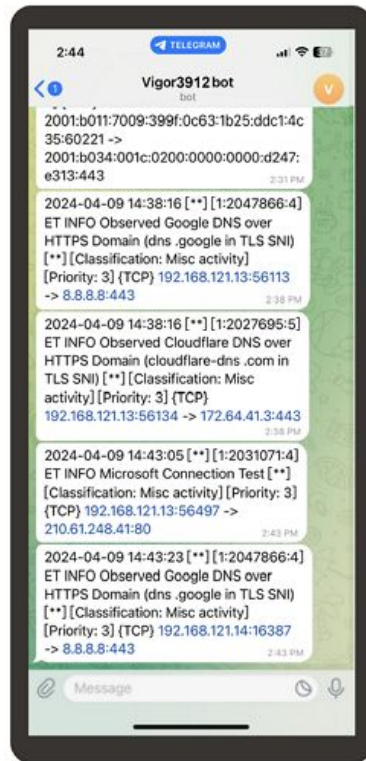 2:44
TELEGRAM
1
Vigor3912 bot
bot
V
2001:b011:7009:399f:0c63:1b25:ddc1:4c
35:60221 ->
2001:b034:001c:0200:0000:0000:d247:
e313:443
2:31 PM
2024-04-09 14:38:16 [**] [1:2047866:4]
ET INFO Observed Google DNS over
HTTPS Domain (dns .google in TLS SNI)
[**] [Classification: Misc activity]
[Priority: 3] {TCP} 192.168.121.13:56113
-> 8.8.8.8:443
2:38 PM
2024-04-09 14:38:16 [**] [1:2027695:5]
ET INFO Observed Cloudflare DNS over
HTTPS Domain (cloudflare-dns .com in
TLS SNI) [**] [Classification: Misc
activity] [Priority: 3] {TCP}
192.168.121.13:56134 -> 172.64.41.3:443
2:38 PM
2024-04-09 14:43:05 [**] [1:2031071:4]
ET INFO Microsoft Connection Test [**]
[Classification: Misc activity] [Priority: 3]
{TCP} 192.168.121.13:56497 ->
210.61.248.41:80
2:43 PM
2024-04-09 14:43:23 [**] [1:2047866:4]
ET INFO Observed Google DNS over
HTTPS Domain (dns .google in TLS SNI)
[**] [Classification: Misc activity]
[Priority: 3] {TCP} 192.168.121.14:16387
-> 8.8.8.8:443
2:43 PM
Message